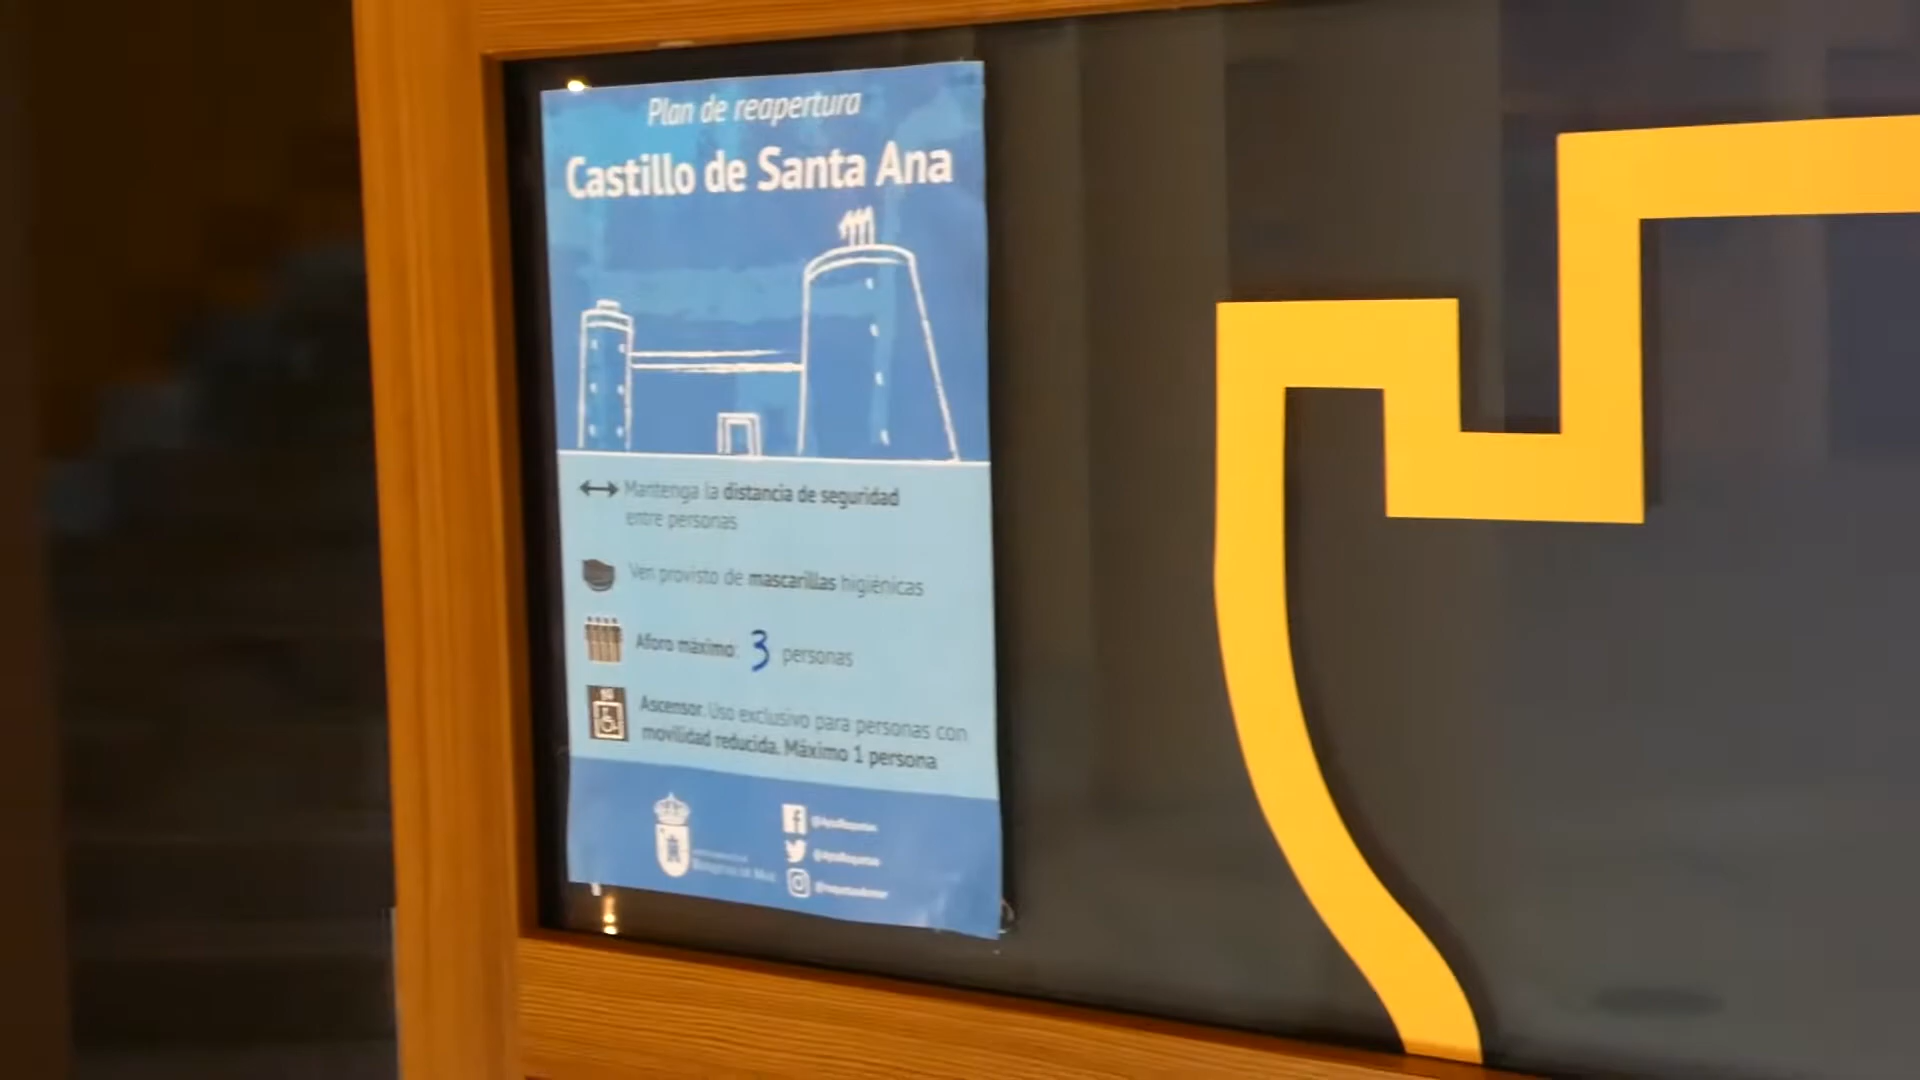 Plan de reapertura
Castillo de Santa Ana
Mantenga la distancia de seguridad
entre personas
Ven provisto de mascarillas higiénicas
Aforo máximo: 3 personas
Ascensor. Uso exclusivo para personas con
movilidad reducida. Máximo 1 persona